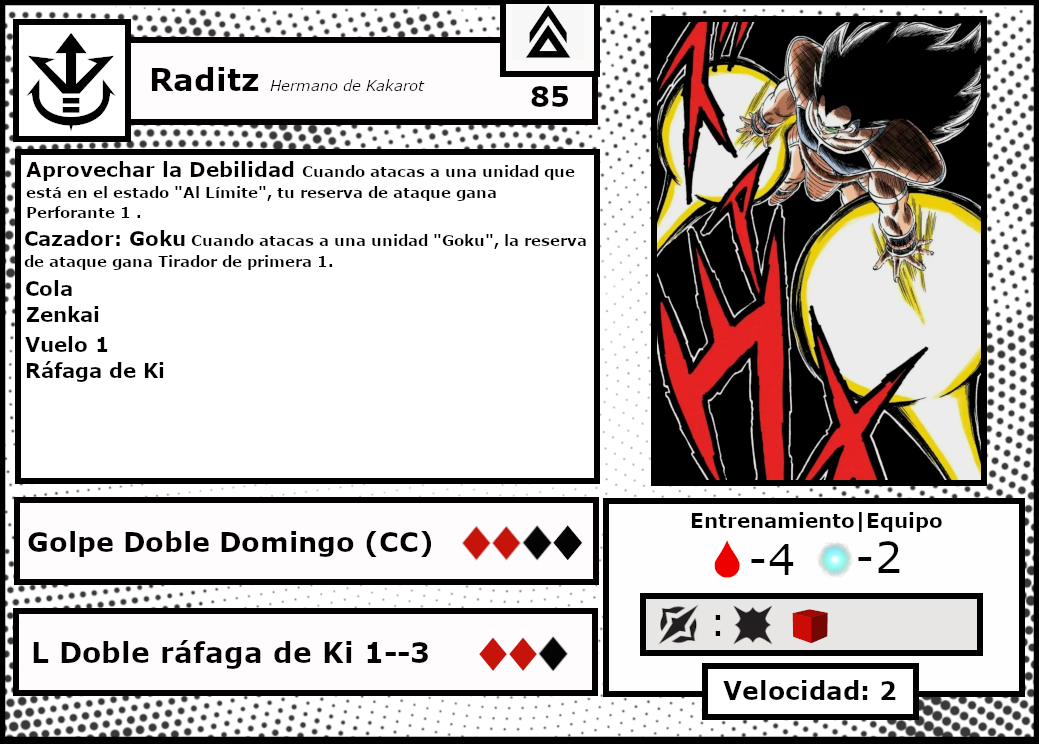 Raditz Hermano de Kakarot
85
Aprovechar la Debilidad Cuando atacas a una unidad que
está en el estado "Al Límite", tu reserva de ataque gana
Perforante 1 .
Cazador: Goku Cuando atacas a una unidad "Goku", la reserva
de ataque gana Tirador de primera 1.
Cola
Zenkai
Vuelo 1
Ráfaga de Ki
Golpe Doble Domingo (CC)
L Doble ráfaga de Ki 1--3
Entrenamiento|Equipo
-4 -2
:
Velocidad: 2